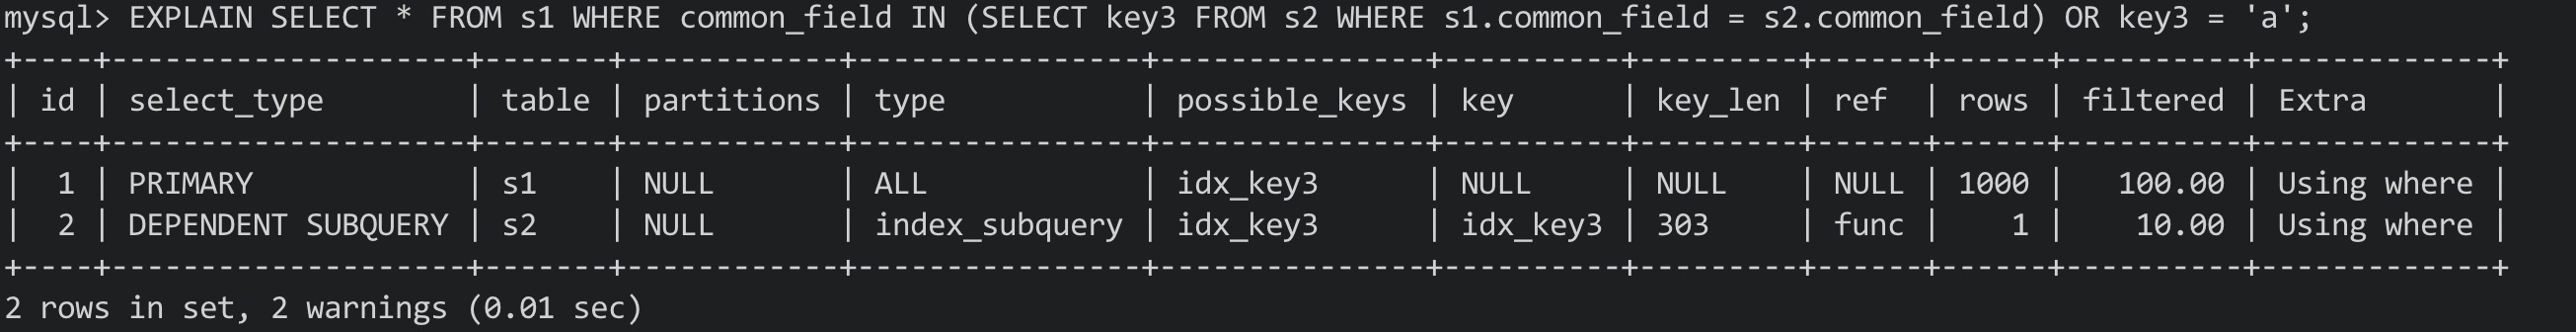 mysql> EXPLAIN SELECT * FROM s1 WHERE common_field IN (SELECT key3 FROM s2 WHERE s1.common_field = s2.common_field) OR key3 = 'a';
+----+--------------------+-------+------------+----------------+---------------+----------+---------+------+------+----------+-------------+
| id | select_type        | table | partitions | type           | possible_keys | key      | key_len | ref  | rows | filtered | Extra       |
+----+--------------------+-------+------------+----------------+---------------+----------+---------+------+------+----------+-------------+
|  1 | PRIMARY            | s1    | NULL       | ALL            | idx_key3      | NULL     | NULL    | NULL | 1000 |   100.00 | Using where |
|  2 | DEPENDENT SUBQUERY | s2    | NULL       | index_subquery | idx_key3      | idx_key3 | 303     | func |    1 |    10.00 | Using where |
+----+--------------------+-------+------------+----------------+---------------+----------+---------+------+------+----------+-------------+
2 rows in set, 2 warnings (0.01 sec)